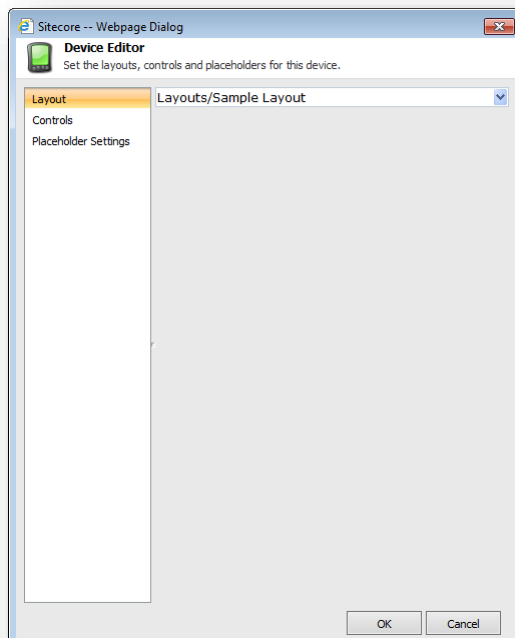 Sitecore -- Webpage Dialog
Device Editor
Set the layouts, controls and placeholders for this device.
Layout
Layouts/Sample Layout
Controls
Placeholder Settings
OK
Cancel